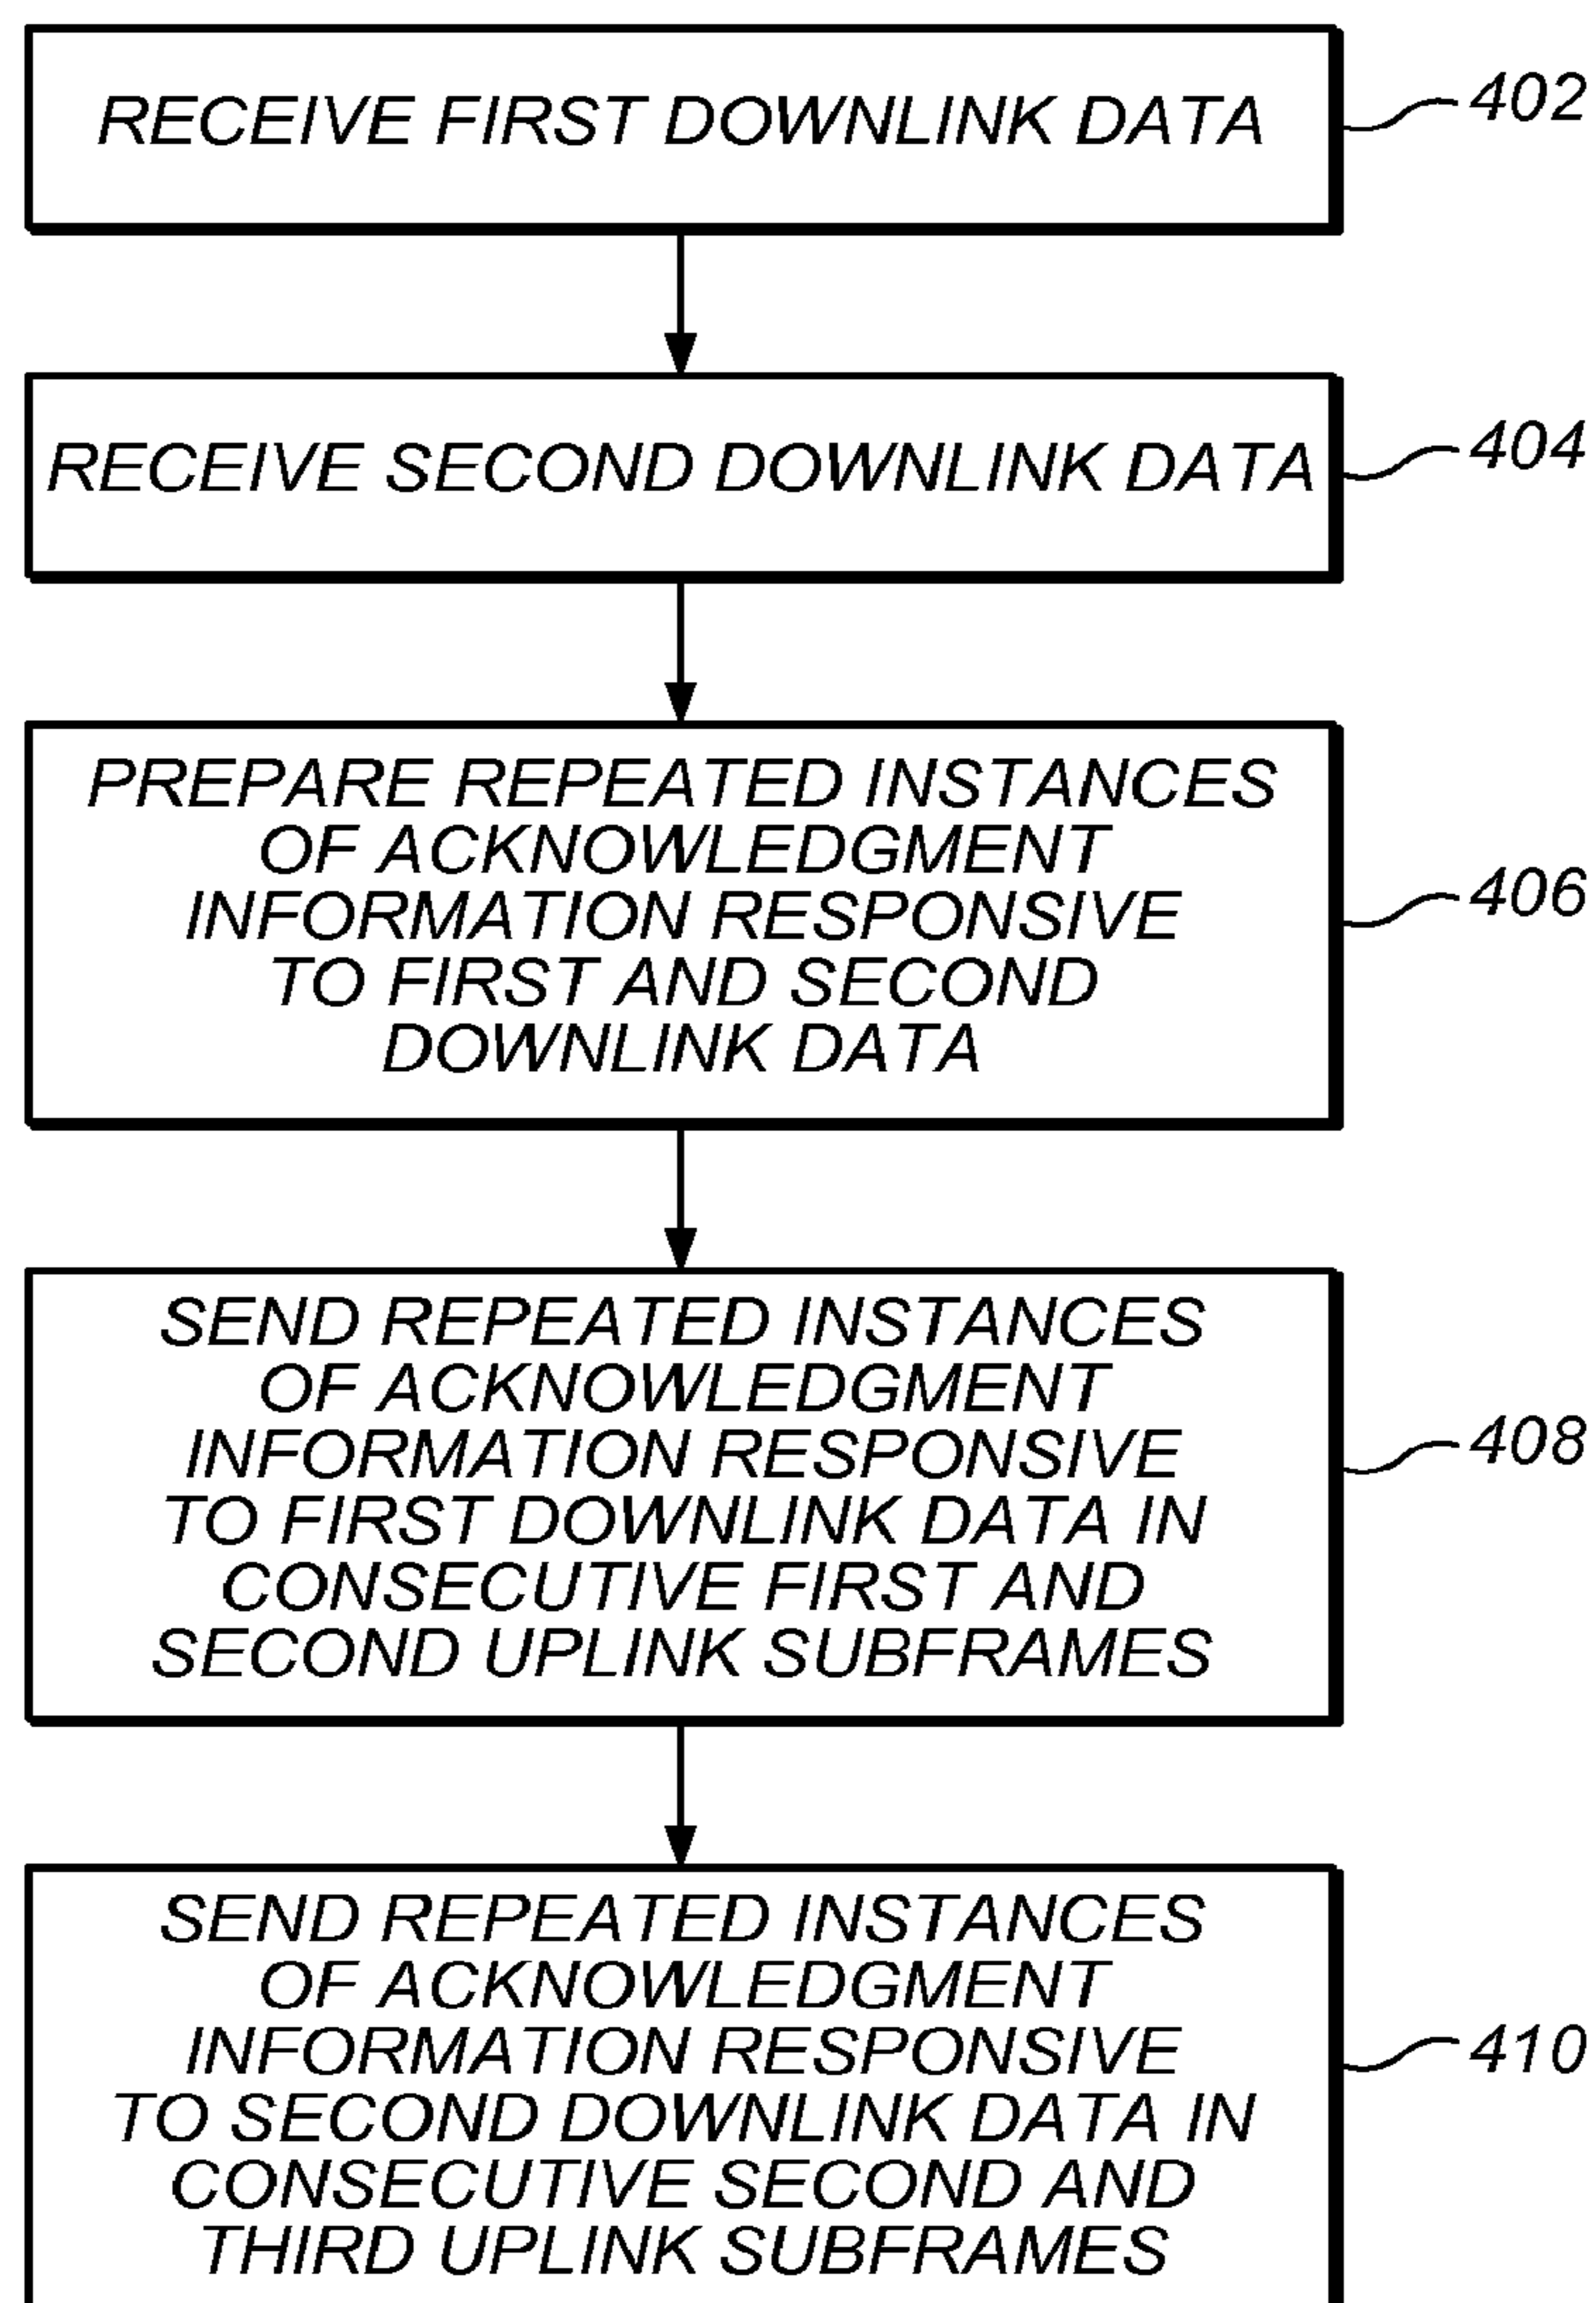 RECEIVE FIRST DOWNLINK DATA
402
RECEIVE SECOND DOWNLINK DATA
404
PREPARE REPEATED INSTANCES
OF ACKNOWLEDGMENT
INFORMATION RESPONSIVE
TO FIRST AND SECOND
DOWNLINK DATA
406
SEND REPEATED INSTANCES
OF ACKNOWLEDGMENT
INFORMATION RESPONSIVE
TO FIRST DOWNLINK DATA IN
CONSECUTIVE FIRST AND
SECOND UPLINK SUBFRAMES
408
SEND REPEATED INSTANCES
OF ACKNOWLEDGMENT
INFORMATION RESPONSIVE
TO SECOND DOWNLINK DATA IN
CONSECUTIVE SECOND AND
THIRD UPLINK SUBFRAMES
410